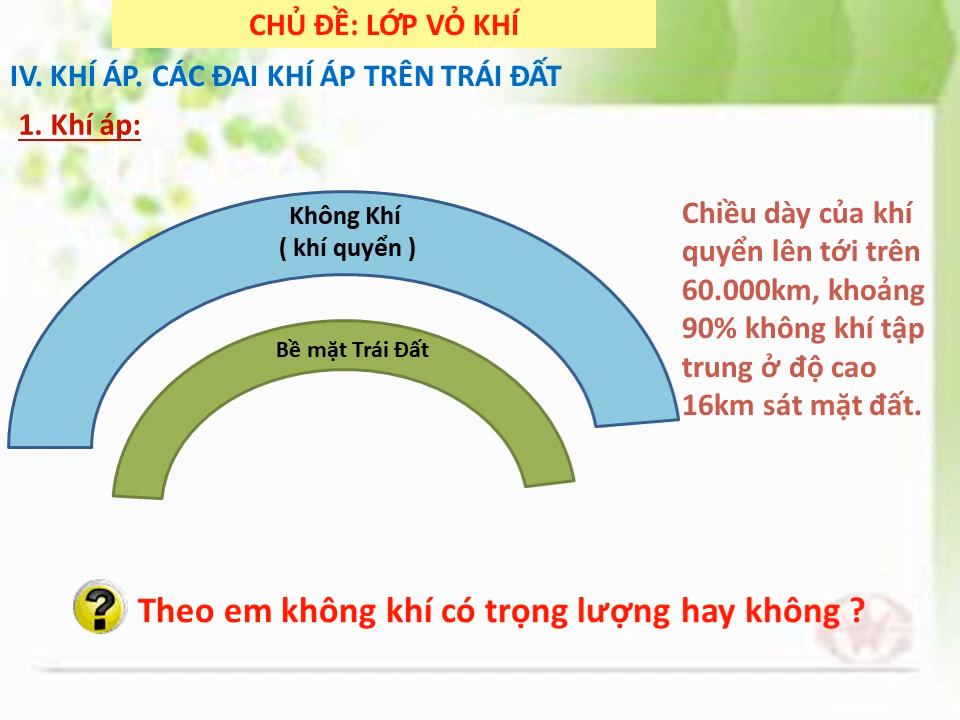 CHỦ ĐỀ: LỚP VỎ KHÍ
IV. KHÍ ÁP. CÁC ĐAI KHÍ ÁP TRÊN TRÁI ĐẤT
1. Khí áp:
Không Khí
( khí quyển )
Bề mặt Trái Đất
Chiều dày của khí
quyển lên tới trên
60.000km, khoảng
90% không khí tập
trung ở độ cao
16km sát mặt đất.
Theo em không khí có trọng lượng hay không ?